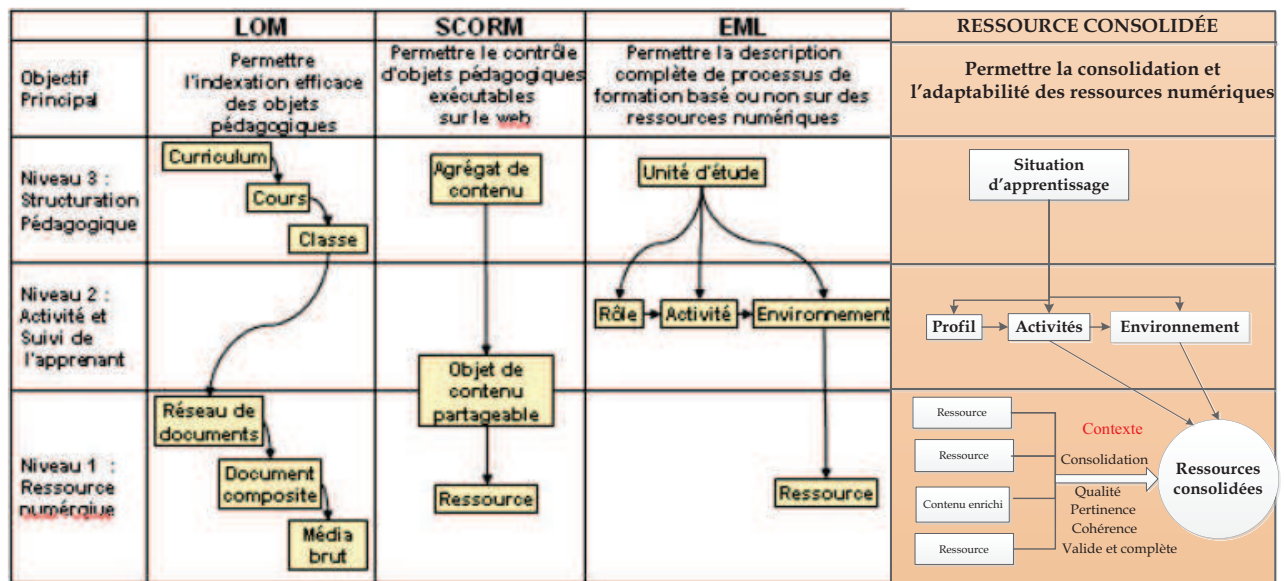 LOM
SCORM
EML
RESSOURCE CONSOLIDÉE
Objectif
Principal
Permettre
l'indexation efficace
des objets
pédagogiques
Permettre le contrôle
d'objets pédagogiques
exécutables
sur le web
Permettre la description
complète de processus de
formation basé ou non sur des
ressources numériques
Permettre la consolidation et
l'adaptabilité des ressources numériques
Niveau 3 :
Structuration
Pédagogique
Curriculum
Cours
Classe
Agrégat de
contenu
Unité d'étude
Situation
d'apprentissage
Niveau 2 :
Activité et
Suivi de
l'apprenant
Rôle
Activité
Environnement
Profil
Activités
Environnement
Objet de
contenu
partageable
Niveau 1 :
Ressource
numérgiue
Réseau de
documents
Document
composite
Média
brut
Ressource
Ressource
Ressource
Ressource
Contenu enrichi
Ressource
Contexte
Consolidation
Qualité
Pertinence
Cohérence
Valide et complète
Ressources
consolidées